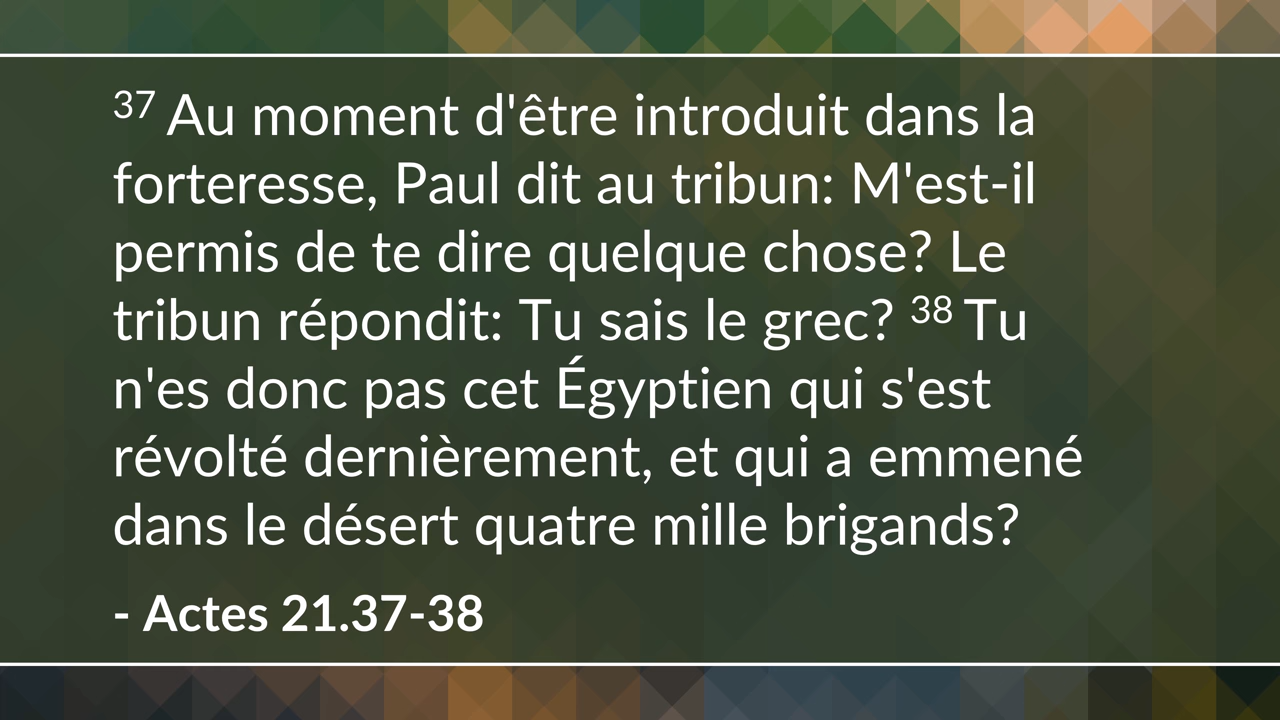 37 Au moment d'être introduit dans la
forteresse, Paul dit au tribun: M'est-il
permis de te dire quelque chose? Le
tribun répondit: Tu sais le grec? 38 Tu
n'es donc pas cet Égyptien qui s'est
révolté dernièrement, et qui a emmené
dans le désert quatre mille brigands?
- Actes 21.37-38